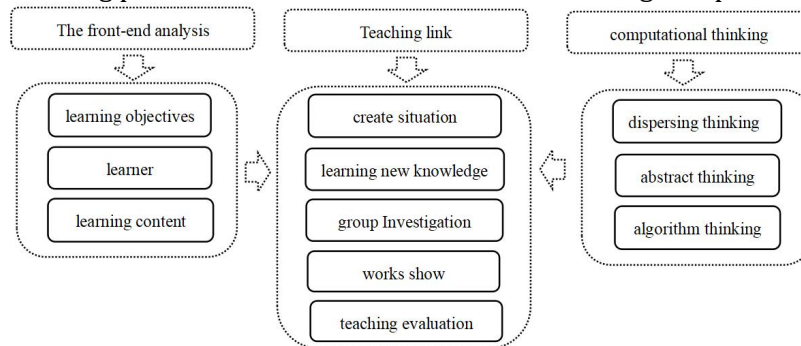 The front-end analysis
Teaching link
computational thinking
learning objectives
learner
learning content
create situation
learning new knowledge
group Investigation
works show
teaching evaluation
dispersing thinking
abstract thinking
algorithm thinking